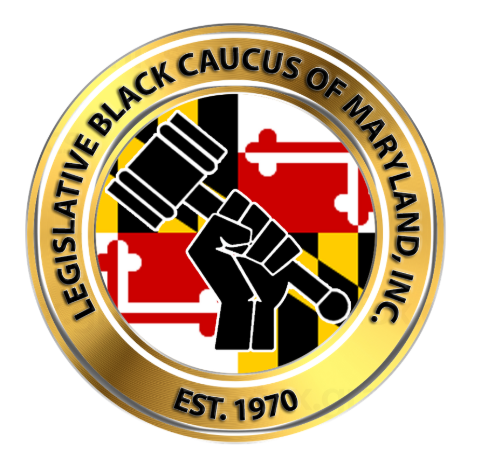 LEGISLATIVE BLACK CAUCUS OF MARYLAND, INC.
EST. 1970